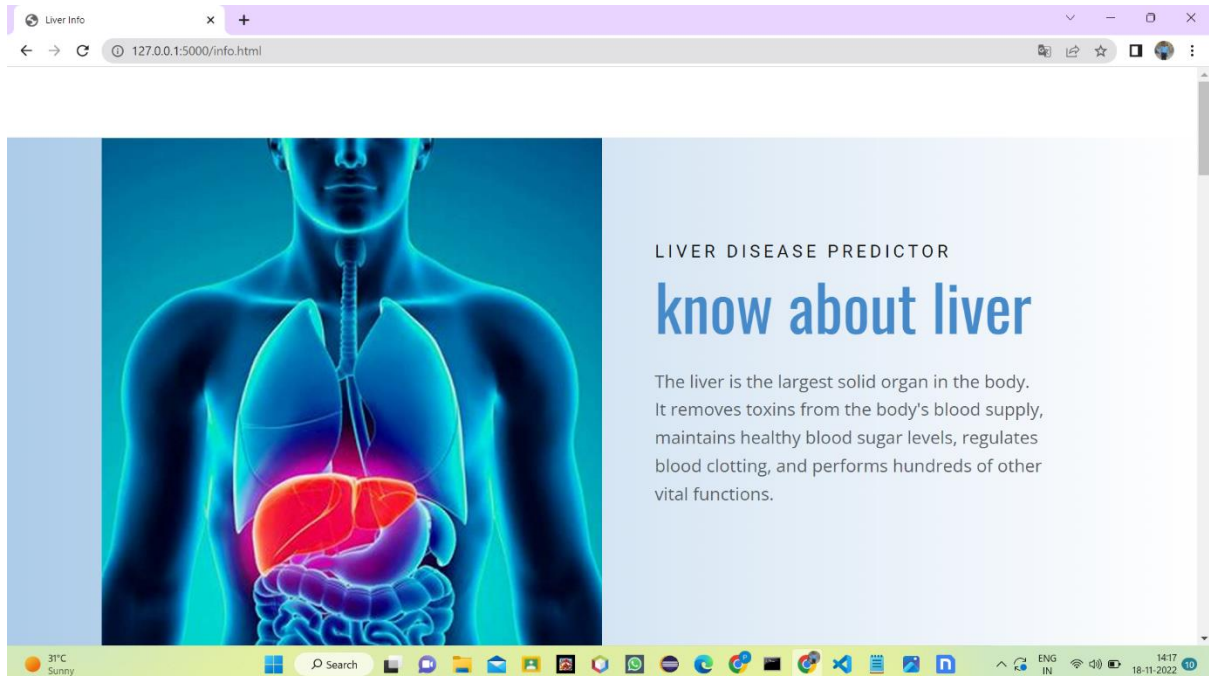 Liver Info
127.0.0.1:5000/info.html
LIVER DISEASE PREDICTOR
know about liver
The liver is the largest solid organ in the body.
It removes toxins from the body's blood supply,
maintains healthy blood sugar levels, regulates
blood clotting, and performs hundreds of other
vital functions.
31°C
Sunny
Search
ENG
IN
14:17
18-11-2022
10